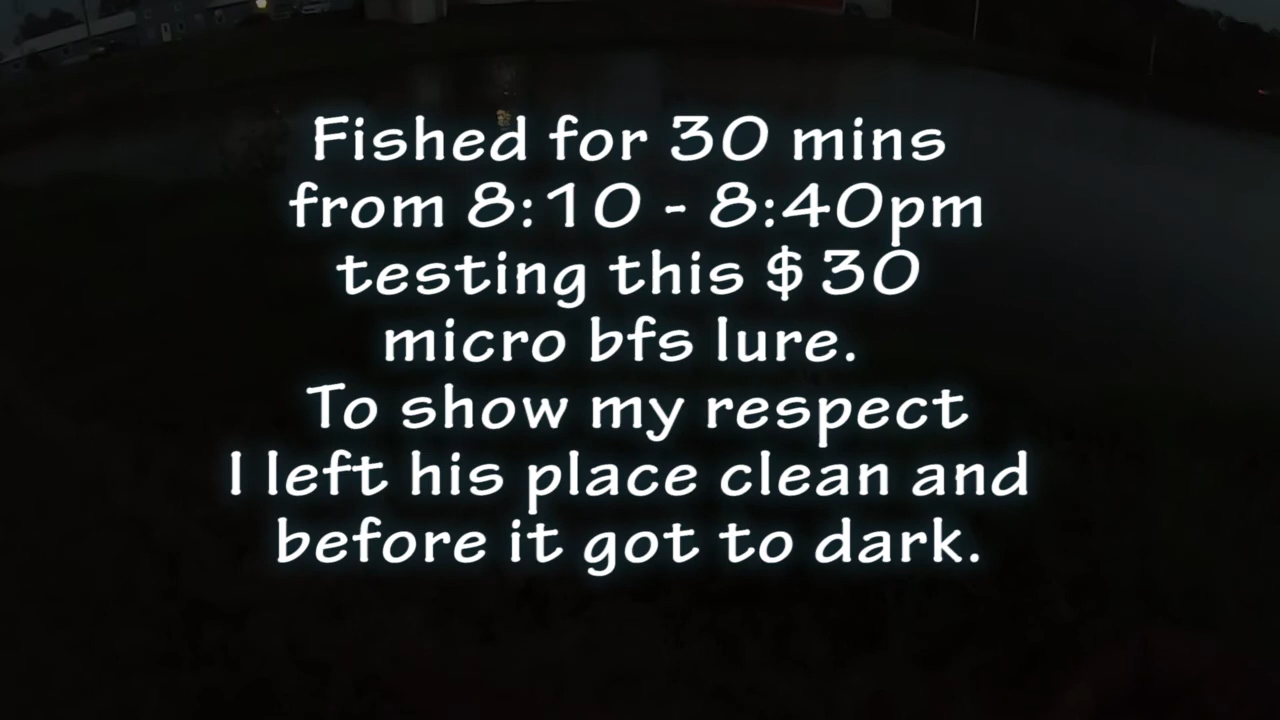 Fished for 30 mins
from 8:10 - 8:40pm
testing this $30
micro bfs lure.
To show my respect
I left his place clean and
before it got to dark.